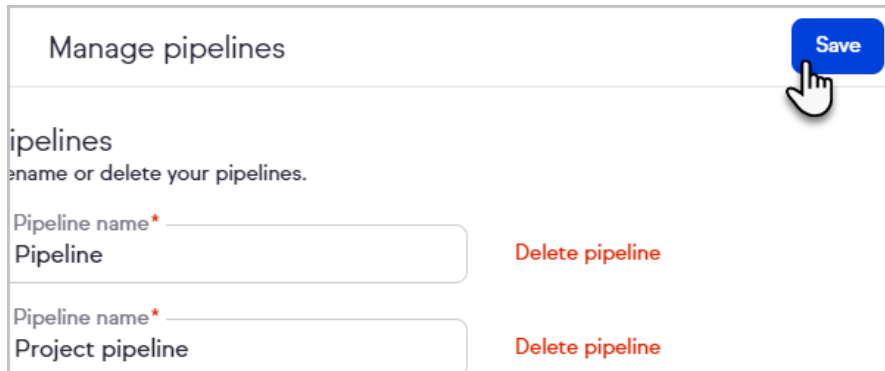 Manage pipelines
Save
ipelines
ename or delete your pipelines.
Pipeline name*
Pipeline
Delete pipeline
Pipeline name*
Project pipeline
Delete pipeline